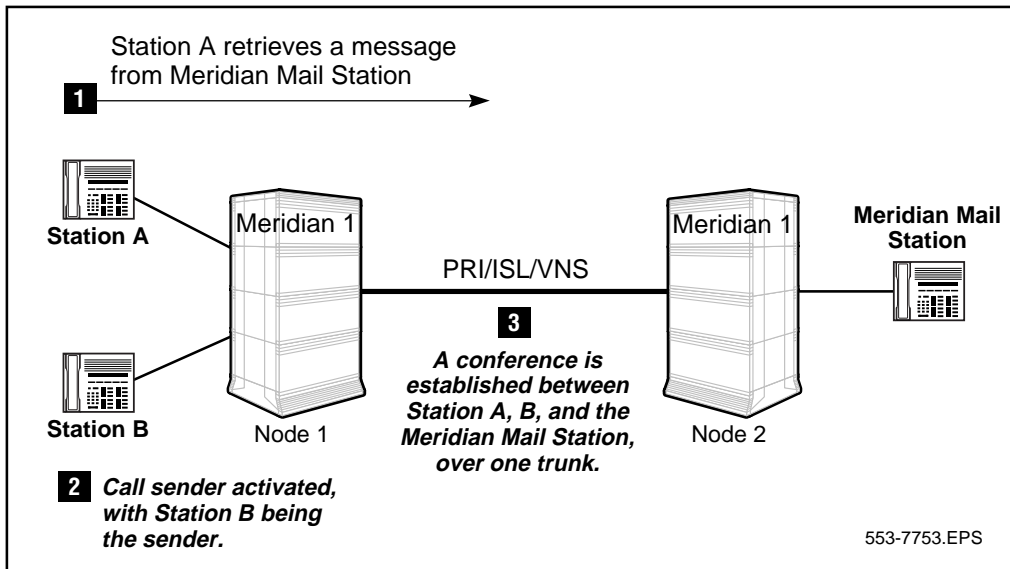 Station A retrieves a message
from Meridian Mail Station
1
Station A
Meridian 1
Meridian 1
Meridian Mail
Station
PRI/ISL/VNS
3
A conference is
established between
Station A, B, and the
Meridian Mail Station,
over one trunk.
Station B
Node 1
Node 2
2 Call sender activated,
with Station B being
the sender.
553-7753.EPS